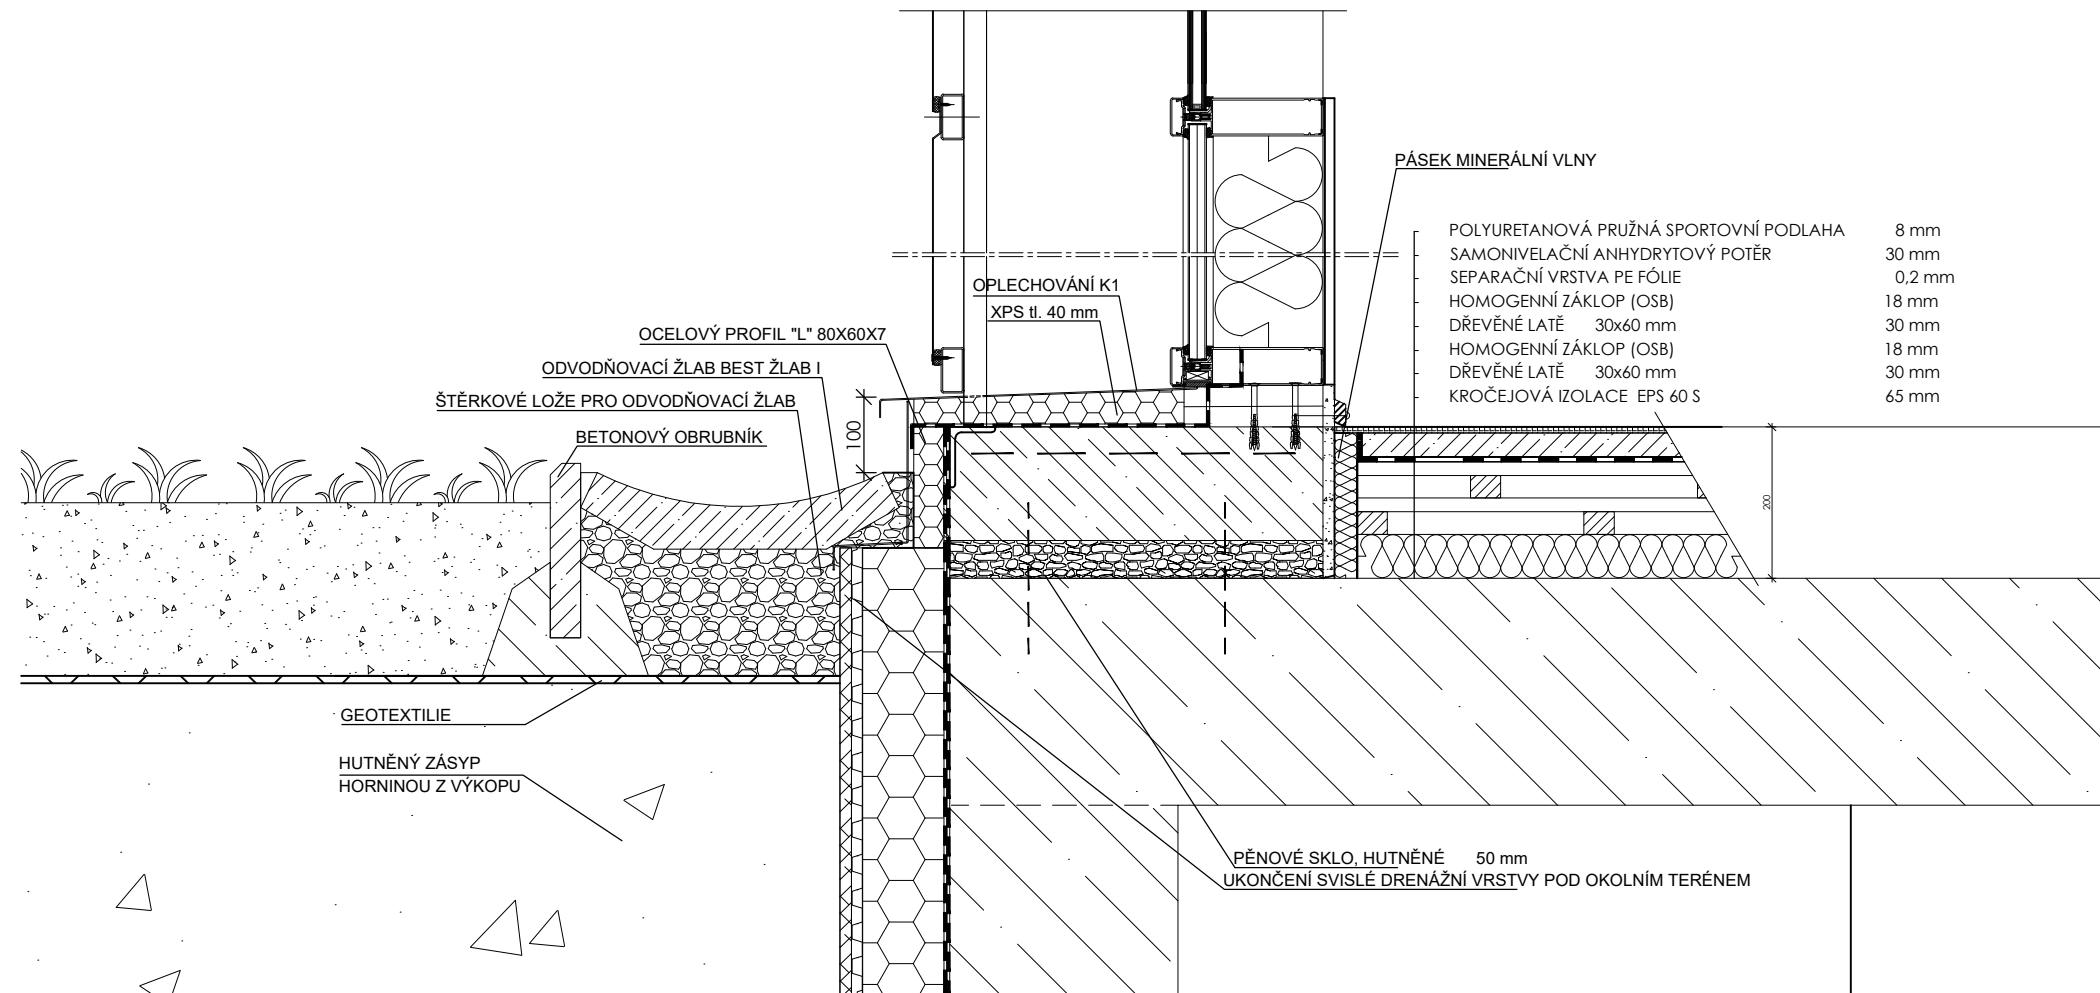 PÁSEK MINERÁLNÍ VLNY
POLYURETANOVÁ PRUŽNÁ SPORTOVNÍ PODLAHA 8 mm
SAMONIVELAČNÍ ANHYDRYTOVÝ POTĚR 30 mm
SEPARAČNÍ VRSTVA PE FÓLIE 0,2 mm
HOMOGENNÍ ZÁKLOP (OSB) 18 mm
DŘEVĚNÉ LATĚ 30x60 mm 30 mm
HOMOGENNÍ ZÁKLOP (OSB) 18 mm
DŘEVĚNÉ LATĚ 30x60 mm 30 mm
KROČEJOVÁ IZOLACE EPS 60 S 65 mm
OPLECHOVÁNÍ K1
XPS tl. 40 mm
OCELOVÝ PROFIL "L" 80X60X7
ODVODŇOVACÍ ŽLAB BEST ŽLAB I
ŠTĚRKOVÉ LOŽE PRO ODVODŇOVACÍ ŽLAB
BETONOVÝ OBRUBNÍK
100
200
GEOTEXTILIE
HUTNĚNÝ ZÁSYP
HORNINOU Z VÝKOPU
PĚNOVÉ SKLO, HUTNĚNÉ 50 mm
UKONČENÍ SVISLÉ DRENÁŽNÍ VRSTVY POD OKOLNÍM TERÉNEM